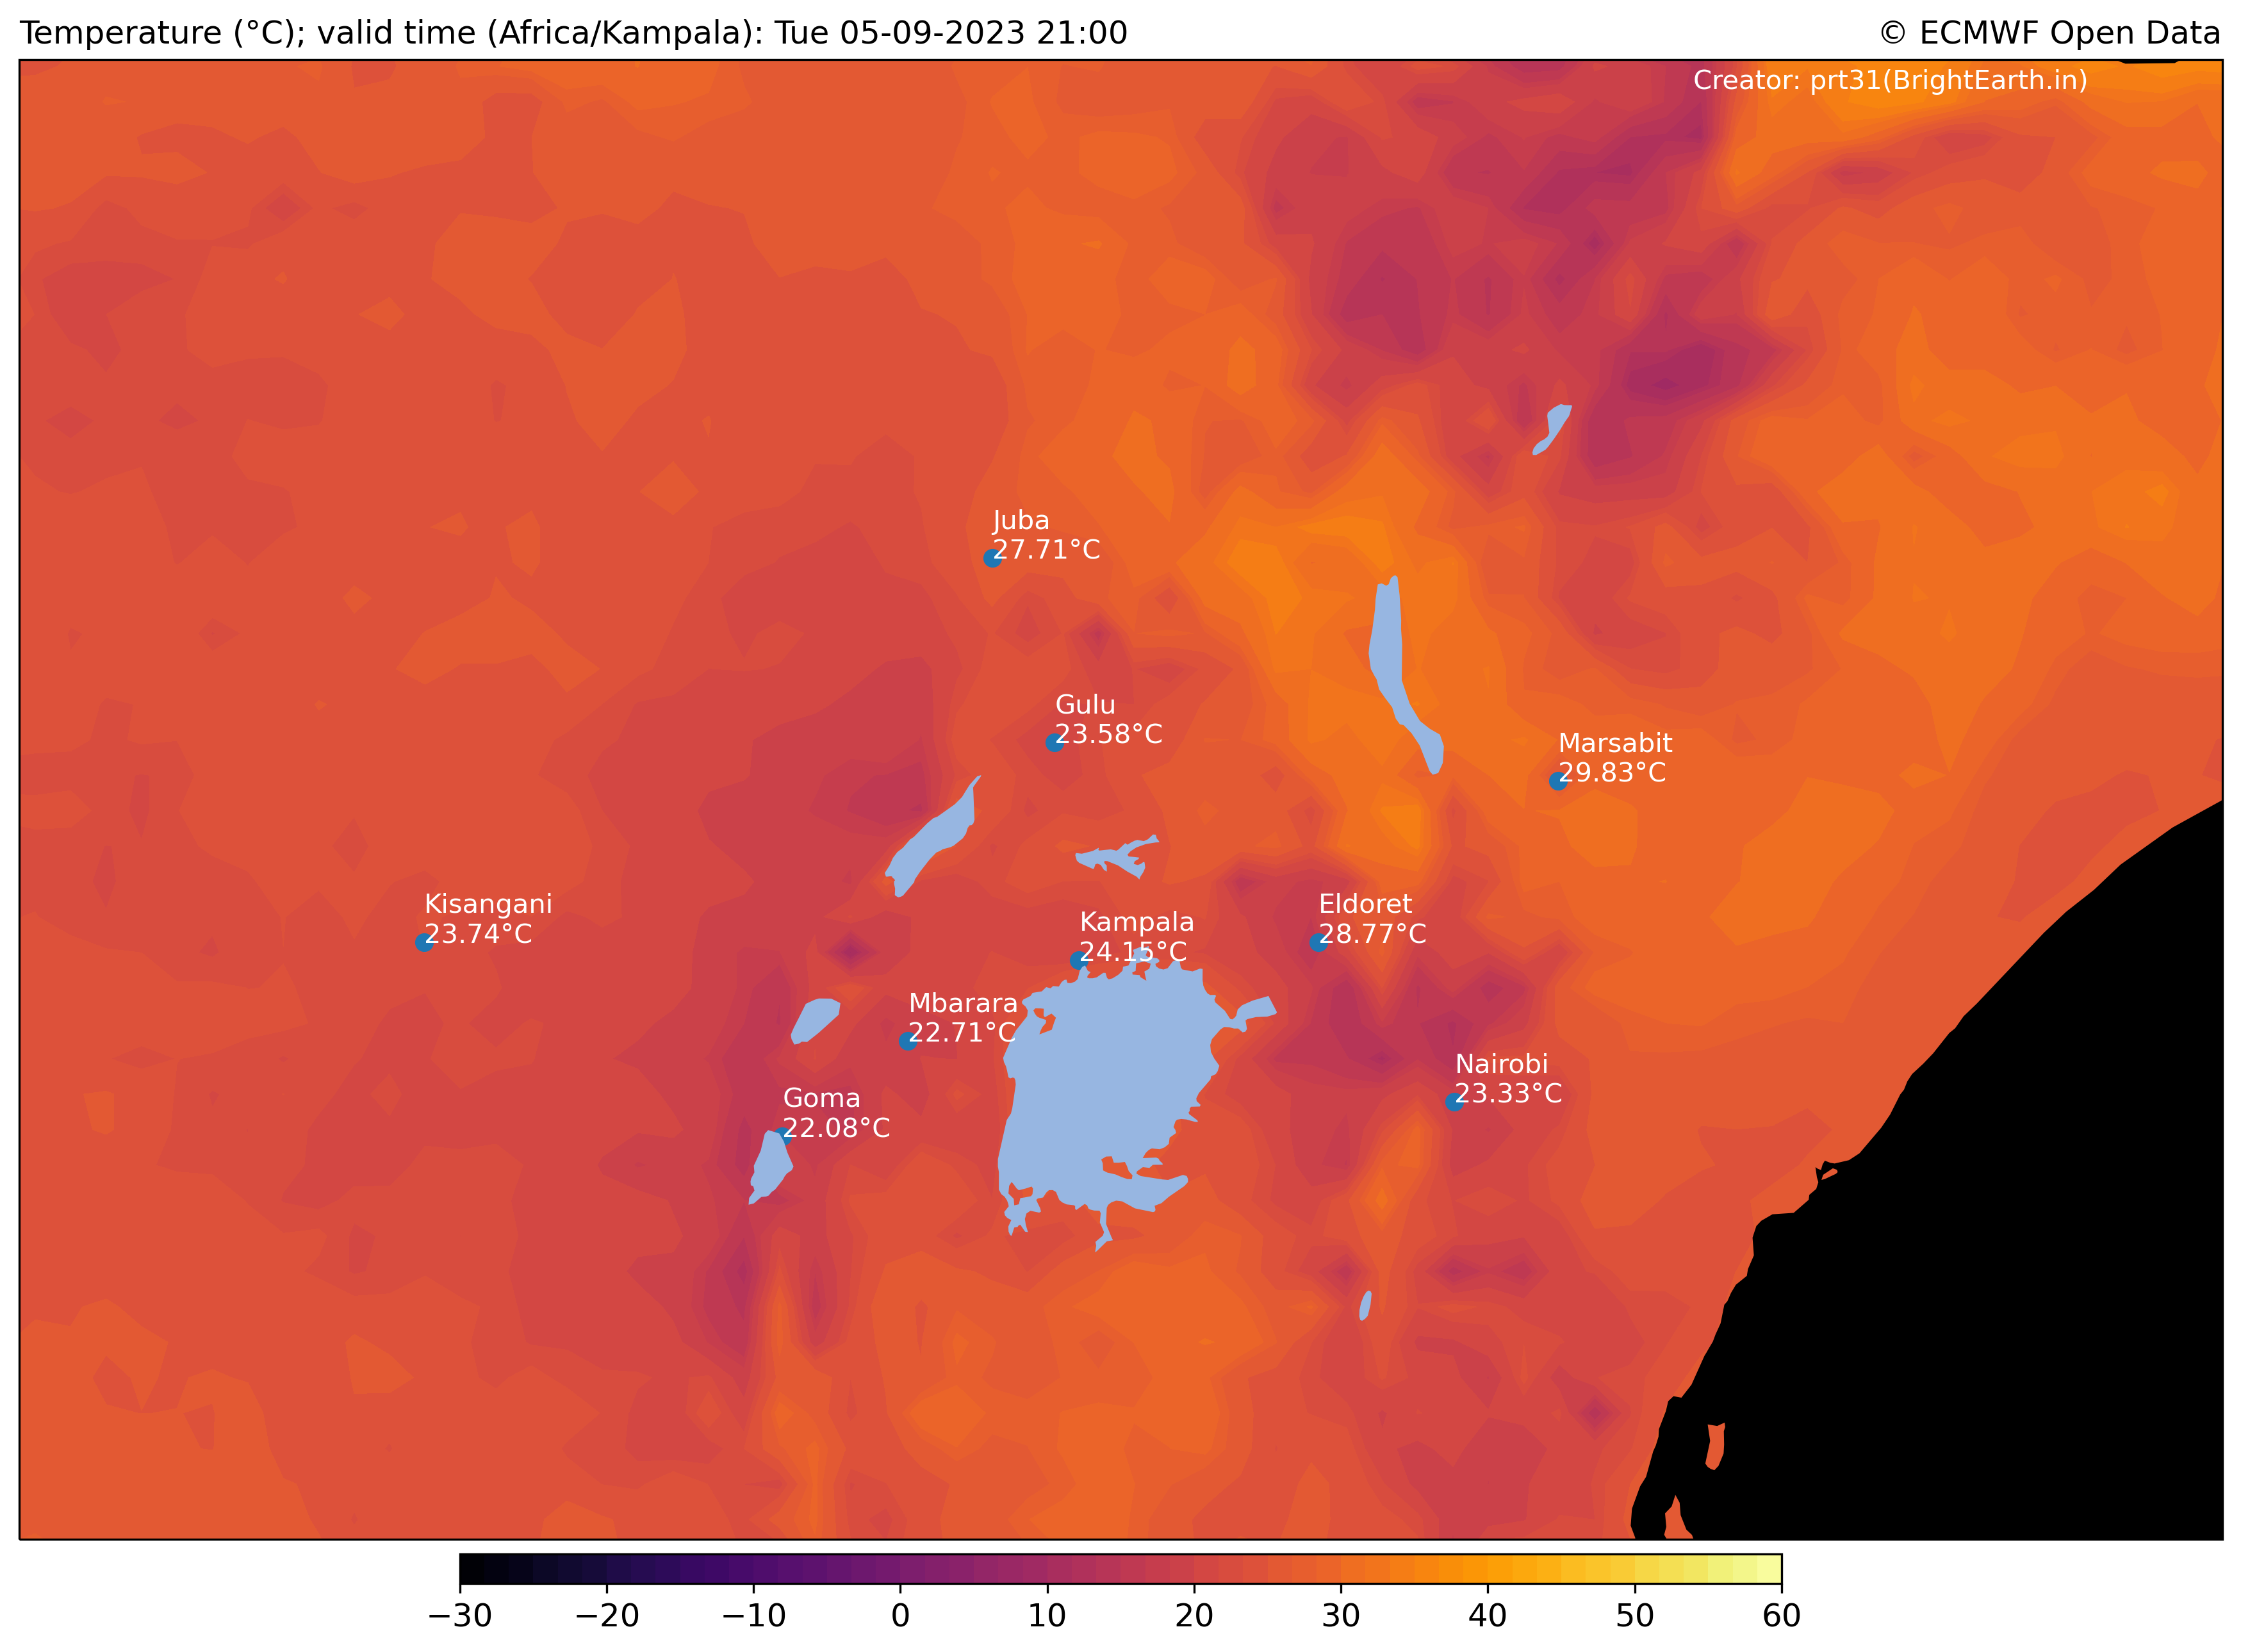 Temperature (°C); valid time (Africa/Kampala): Tue 05-09-2023 21:00
© ECMWF Open Data
Creator: prt31(BrightEarth.in)
Juba
27.71°C
Gulu
23.58°C
Marsabit
29.83°C
Kisangani
23.74°C
Kampala
24.15°C
Eldoret
28.77°C
Mbarara
22.71°C
Nairobi
23.33°C
Goma
22.08°C
−30 −20 −10 0 10 20 30 40 50 60